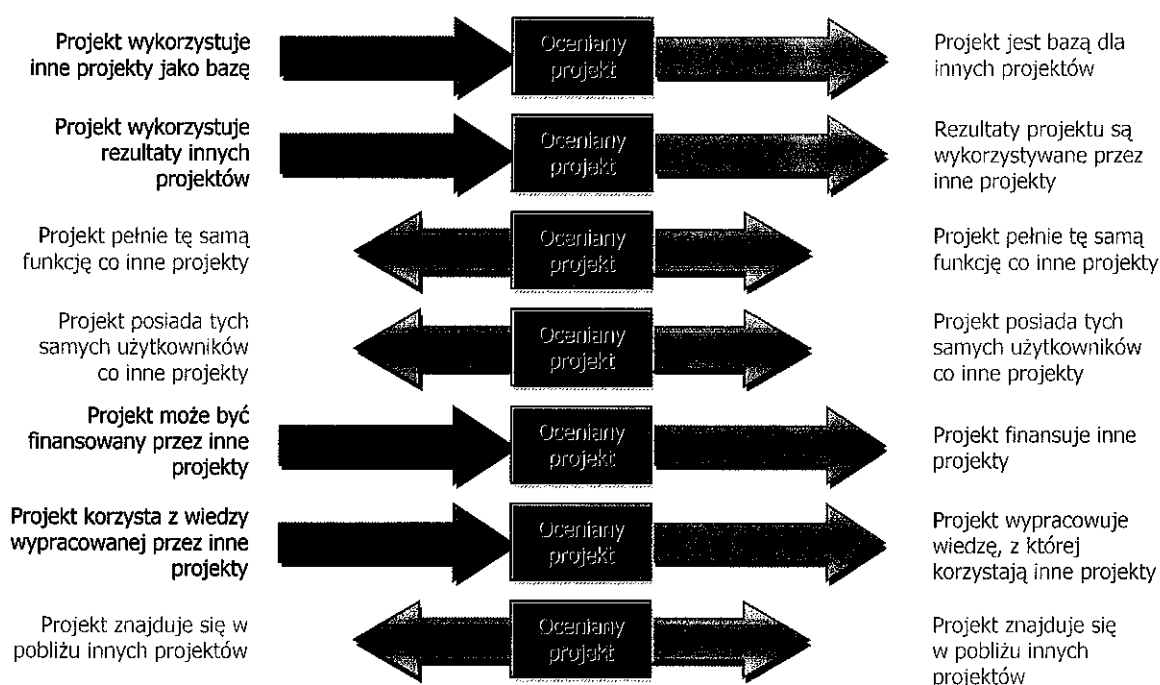 Projekt wykorzystuje
inne projekty jako bazę
Oceniany
projekt
Projekt jest bazą dla
innych projektów
Projekt wykorzystuje
rezultaty innych
projektów
Oceniany
projekt
Rezultaty projektu są
wykorzystywane przez
inne projekty
Projekt pełnie tę samą
funkcję co inne projekty
Oceniany
projekt
Projekt pełnie tę samą
funkcję co inne projekty
Projekt posiada tych
samych użytkowników
co inne projekty
Oceniany
projekt
Projekt posiada tych
samych użytkowników
co inne projekty
Projekt może być
finansowany przez inne
projekty
Oceniany
projekt
Projekt finansuje inne
projekty
Projekt korzysta z wiedzy
wypracowanej przez inne
projekty
Oceniany
projekt
Projekt wypracowuje
wiedzę, z której
korzystają inne projekty
Projekt znajduje się w
pobliżu innych projektów
Oceniany
projekt
Projekt znajduje się
w pobliżu innych
projektów